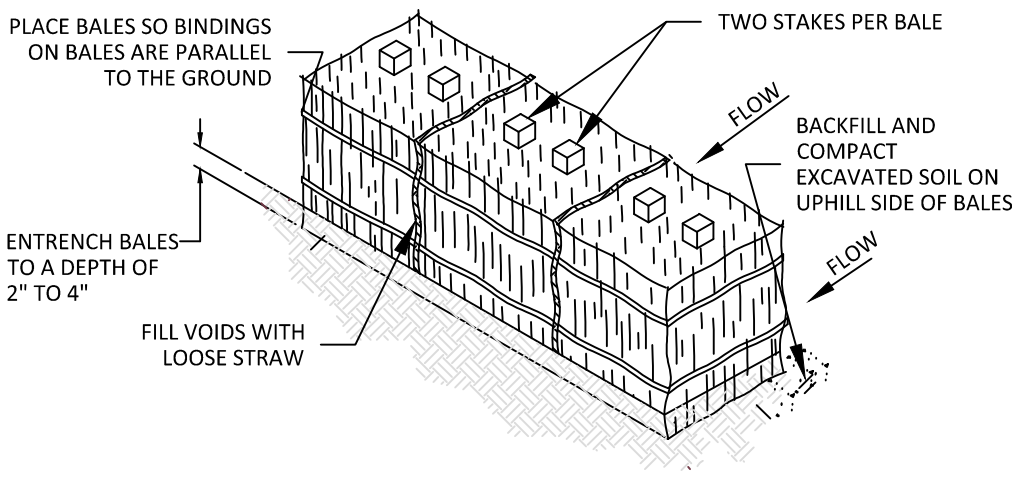 PLACE BALES SO BINDINGS
ON BALES ARE PARALLEL
TO THE GROUND
TWO STAKES PER BALE
FLOW
BACKFILL AND
COMPACT
EXCAVATED SOIL ON
UPHILL SIDE OF BALES
FLOW
ENTRENCH BALES
TO A DEPTH OF
2" TO 4"
FILL VOIDS WITH
LOOSE STRAW